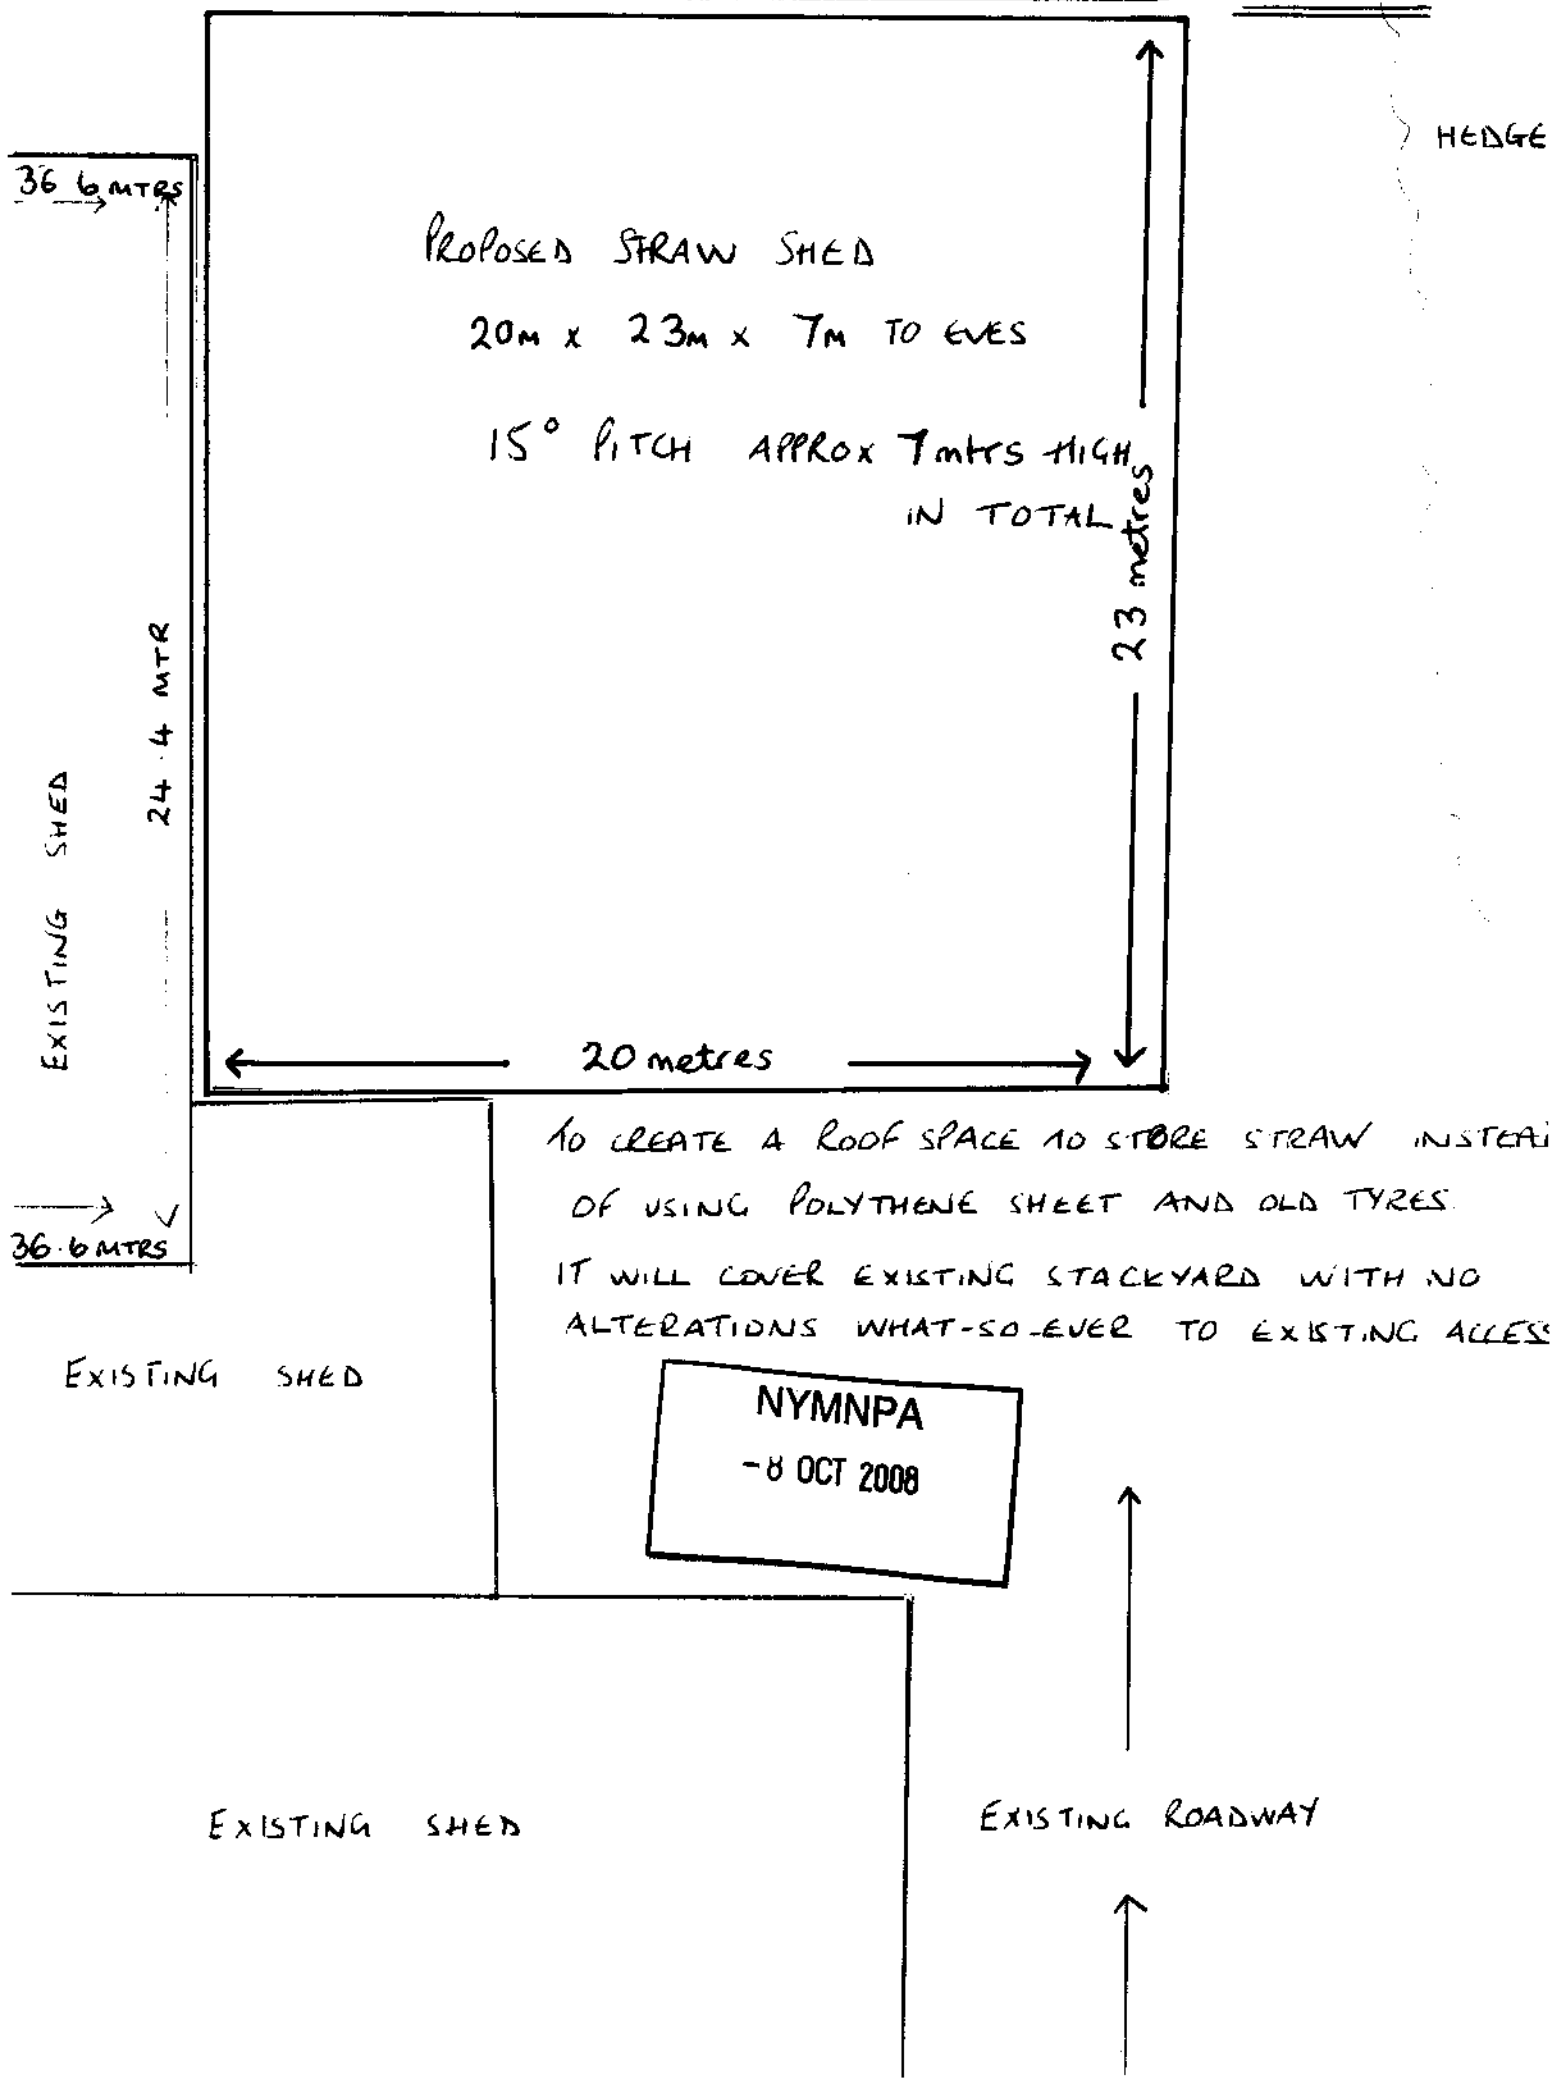 HEDGE
36 6 MTRS
PROPOSED STRAW SHED
20M x 23M x 7M TO EVES
15° PITCH APPROX 7 mtrs HIGH
IN TOTAL
23 metres
24.4 MTR
EXISTING SHED
20 metres
TO CREATE A ROOF SPACE TO STORE STRAW INSTEAD
OF USING POLYTHENE SHEET AND OLD TYRES.
36.6 MTRS
IT WILL COVER EXISTING STACKYARD WITH NO
ALTERATIONS WHAT-SO-EVER TO EXISTING ACCESS
EXISTING SHED
NYMNPA
-8 OCT 2008
EXISTING SHED
EXISTING ROADWAY